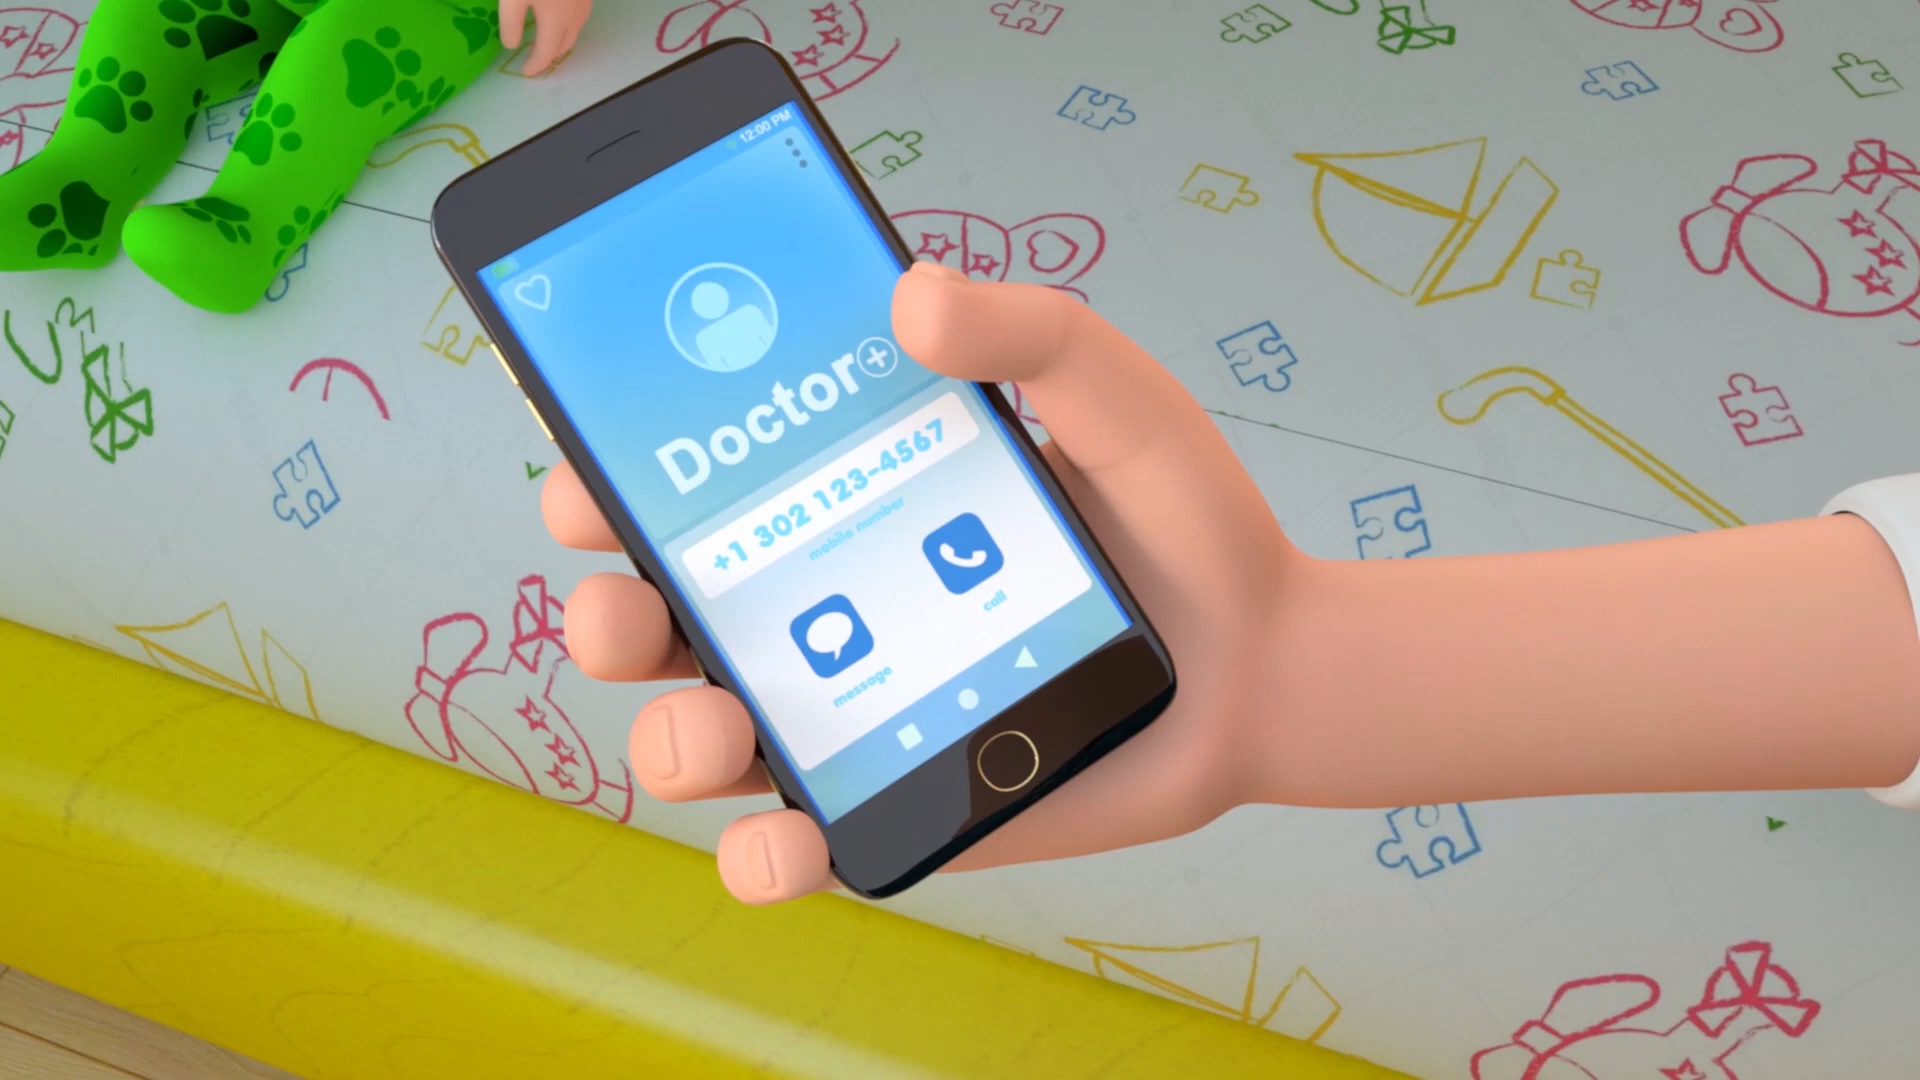 12:00 PM
Doctor
+1 302 123-4567
mobile number
message
call